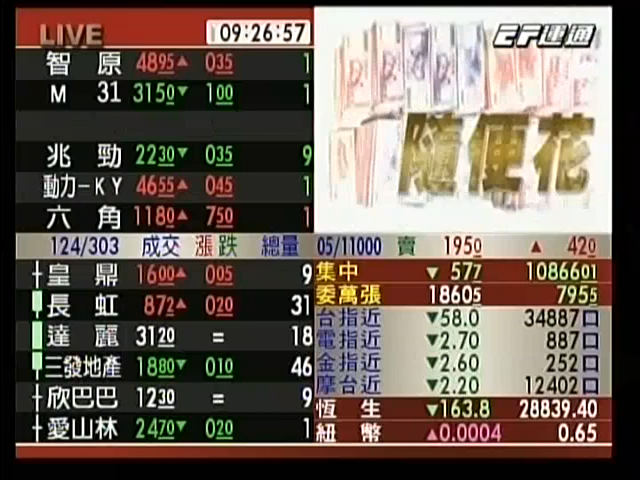 LIVE 09:26:57
智原 4895▲ 035 1
M31 3150▼ 100 1
兆勁 2230▼ 035 9
動力-KY 4655▲ 045 1
六角 1180▲ 750 1
124/303 成交 漲跌 總量
皇鼎 1600▲ 005 9
長虹 872▲ 020 31
達麗 3120 = 18
三發地產 1880▼ 010 46
欣巴巴 1230 = 9
愛山林 2470▼ 020 1
EF 電通
隨便花
05/11000 賣 1950 ▲ 420
集中 ▼ 577 1086601
委萬張 18605 7955
台指近 ▼58.0 34887口
電指近 ▼2.70 887口
金指近 ▼2.60 252口
摩台近 ▼2.20 12402口
恆生 ▼163.8 28839.40
紐幣 ▲0.0004 0.65